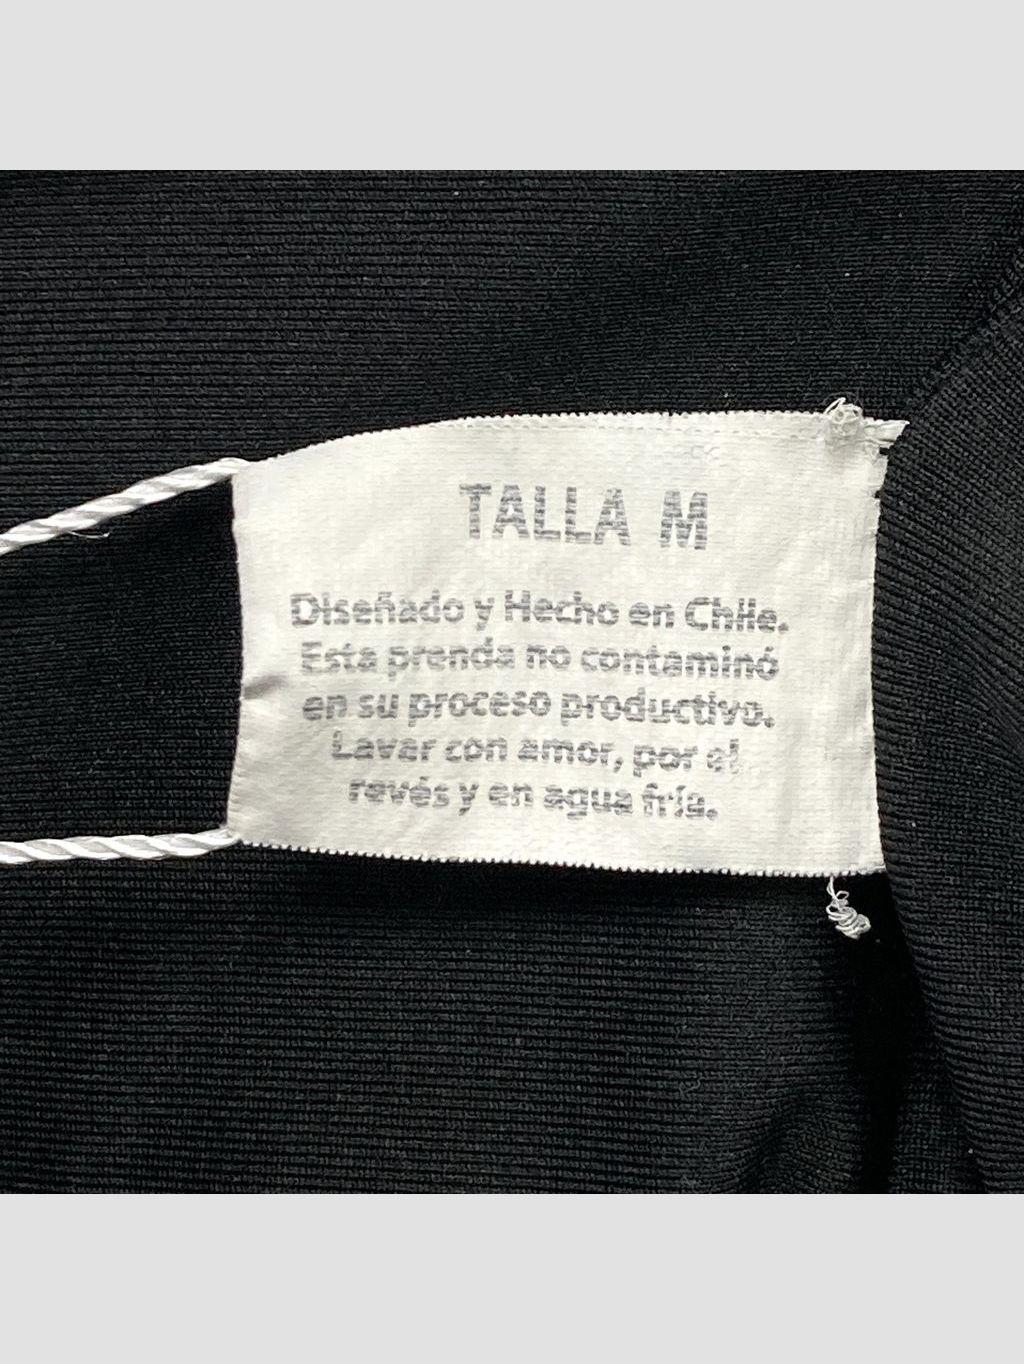 TALLA M
Diseñado y Hecho en Chile.
Esta prenda no contaminó
en su proceso productivo.
Lavar con amor, por el
revés y en agua fría.